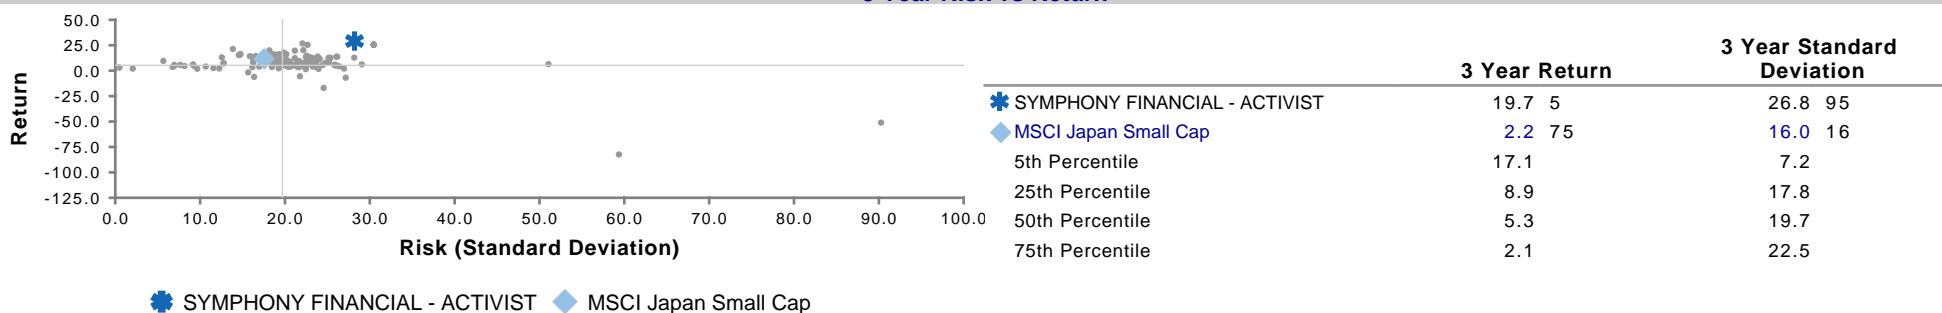 50.0
25.0
0.0
-25.0
-50.0
-75.0
-100.0
-125.0
Return
0.0 10.0 20.0 30.0 40.0 50.0 60.0 70.0 80.0 90.0 100.0
Risk (Standard Deviation)
SYMPHONY FINANCIAL - ACTIVIST MSCI Japan Small Cap
3 Year Return 3 Year Standard
Deviation
SYMPHONY FINANCIAL - ACTIVIST 19.7 5 26.8 95
MSCI Japan Small Cap 2.2 75 16.0 16
5th Percentile 17.1 7.2
25th Percentile 8.9 17.8
50th Percentile 5.3 19.7
75th Percentile 2.1 22.5